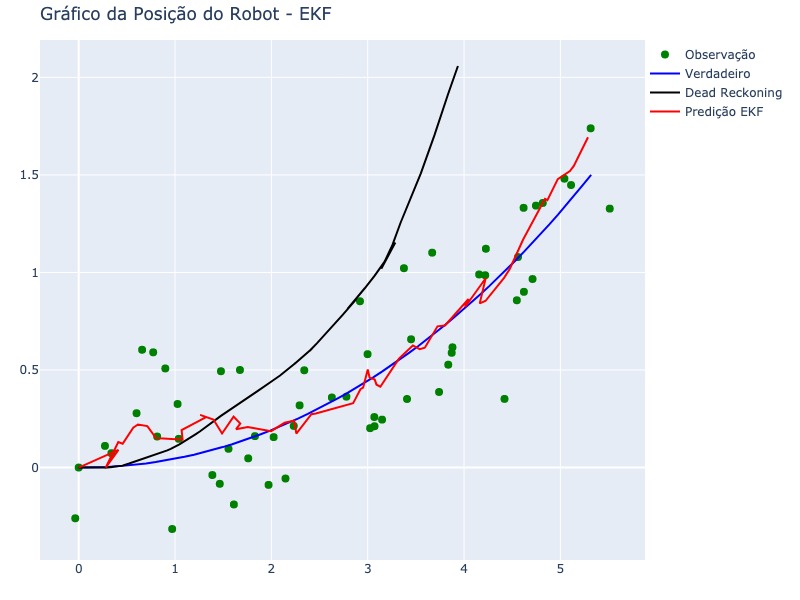 Gráfico da Posição do Robot - EKF
Observação
Verdadeiro
Dead Reckoning
Predição EKF
2
1.5
1
0.5
0
0 1 2 3 4 5